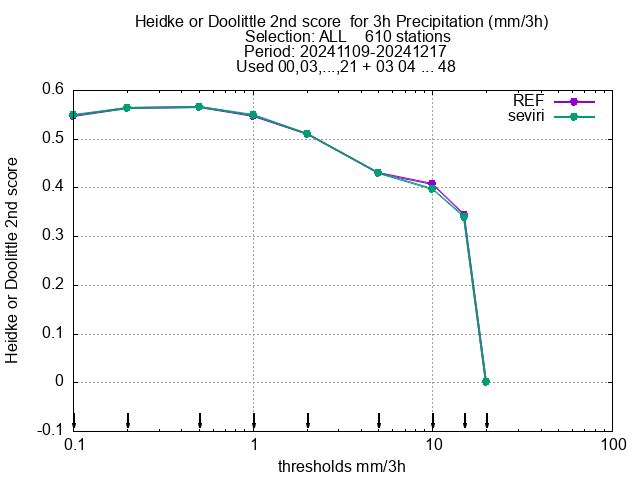 Heidke or Doolittle 2nd score  for 3h Precipitation (mm/3h)
Selection: ALL    610 stations
Period: 20241109-20241217
Used 00,03,...,21 + 03 04 ... 48
REF
seviri
Heidke or Doolittle 2nd score
0.6
0.5
0.4
0.3
0.2
0.1
0
-0.1
0.1 1 10 100
thresholds mm/3h